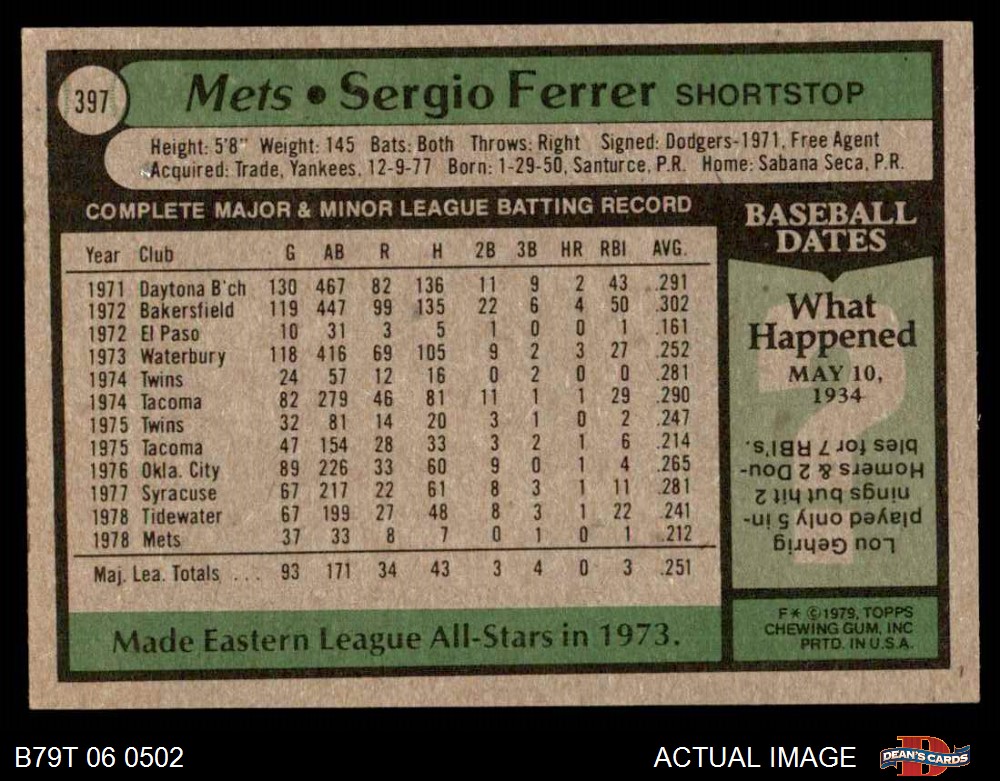 397
Mets • Sergio Ferrer SHORTSTOP
Height: 5'8" Weight: 145 Bats: Both Throws: Right Signed: Dodgers-1971, Free Agent
Acquired: Trade, Yankees, 12-9-77 Born: 1-29-50, Santurce, P.R. Home: Sabana Seca, P.R.
COMPLETE MAJOR & MINOR LEAGUE BATTING RECORD
Year Club G AB R H 2B 3B HR RBI AVG.
1971 Daytona B'ch 130 467 82 136 11 9 2 43 .291
1972 Bakersfield 119 447 99 135 22 6 4 50 .302
1972 El Paso 10 31 3 5 1 0 0 1 .161
1973 Waterbury 118 416 69 105 9 2 3 27 .252
1974 Twins 24 57 12 16 0 2 0 0 .281
1974 Tacoma 82 279 46 81 11 1 1 29 .290
1975 Twins 32 81 14 20 3 1 0 2 .247
1975 Tacoma 47 154 28 33 3 2 1 6 .214
1976 Okla. City 89 226 33 60 9 0 1 4 .265
1977 Syracuse 67 217 22 61 8 3 1 11 .281
1978 Tidewater 67 199 27 48 8 3 1 22 .241
1978 Mets 37 33 8 7 0 1 0 1 .212
Maj. Lea. Totals ... 93 171 34 43 3 4 0 3 .251
Made Eastern League All-Stars in 1973.
BASEBALL
DATES
What
Happened
MAY 10,
1934
Lou Gehrig
played only 5 in-
nings but hit 2
Homers & 2 Dou-
bles for 7 RBI's.
F* © 1979, TOPPS
CHEWING GUM, INC
PRTD. IN U.S.A.
B79T 06 0502
ACTUAL IMAGE
DEAN'S CARDS